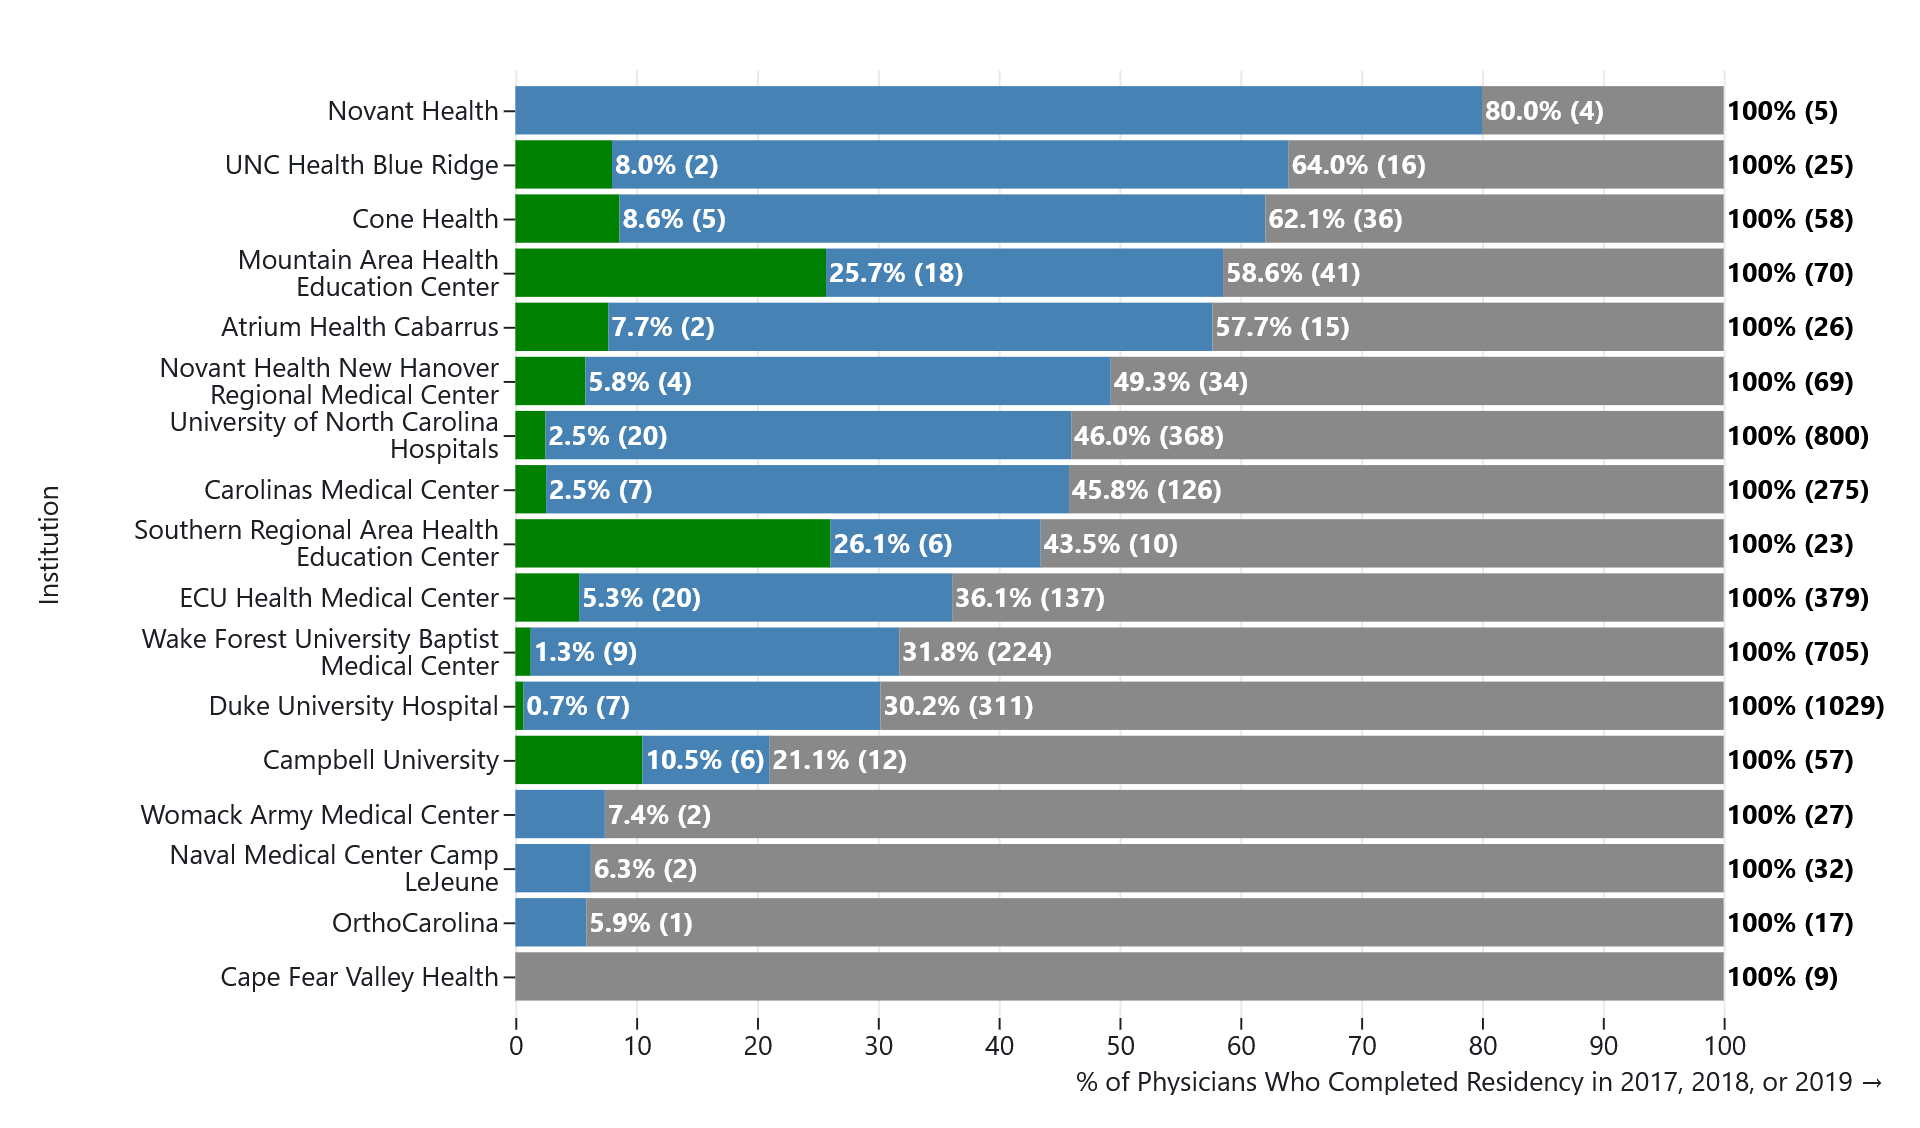 Novant Health
80.0% (4)
100% (5)
UNC Health Blue Ridge
8.0% (2)
64.0% (16)
100% (25)
Cone Health
8.6% (5)
62.1% (36)
100% (58)
Mountain Area Health
Education Center
25.7% (18)
58.6% (41)
100% (70)
Atrium Health Cabarrus
7.7% (2)
57.7% (15)
100% (26)
Novant Health New Hanover
Regional Medical Center
5.8% (4)
49.3% (34)
100% (69)
University of North Carolina
Hospitals
2.5% (20)
46.0% (368)
100% (800)
Carolinas Medical Center
2.5% (7)
45.8% (126)
100% (275)
Southern Regional Area Health
Education Center
26.1% (6)
43.5% (10)
100% (23)
ECU Health Medical Center
5.3% (20)
36.1% (137)
100% (379)
Wake Forest University Baptist
Medical Center
1.3% (9)
31.8% (224)
100% (705)
Duke University Hospital
0.7% (7)
30.2% (311)
100% (1029)
Campbell University
10.5% (6)
21.1% (12)
100% (57)
Womack Army Medical Center
7.4% (2)
100% (27)
Naval Medical Center Camp
LeJeune
6.3% (2)
100% (32)
OrthoCarolina
5.9% (1)
100% (17)
Cape Fear Valley Health
100% (9)
Institution
0 10 20 30 40 50 60 70 80 90 100
% of Physicians Who Completed Residency in 2017, 2018, or 2019 →